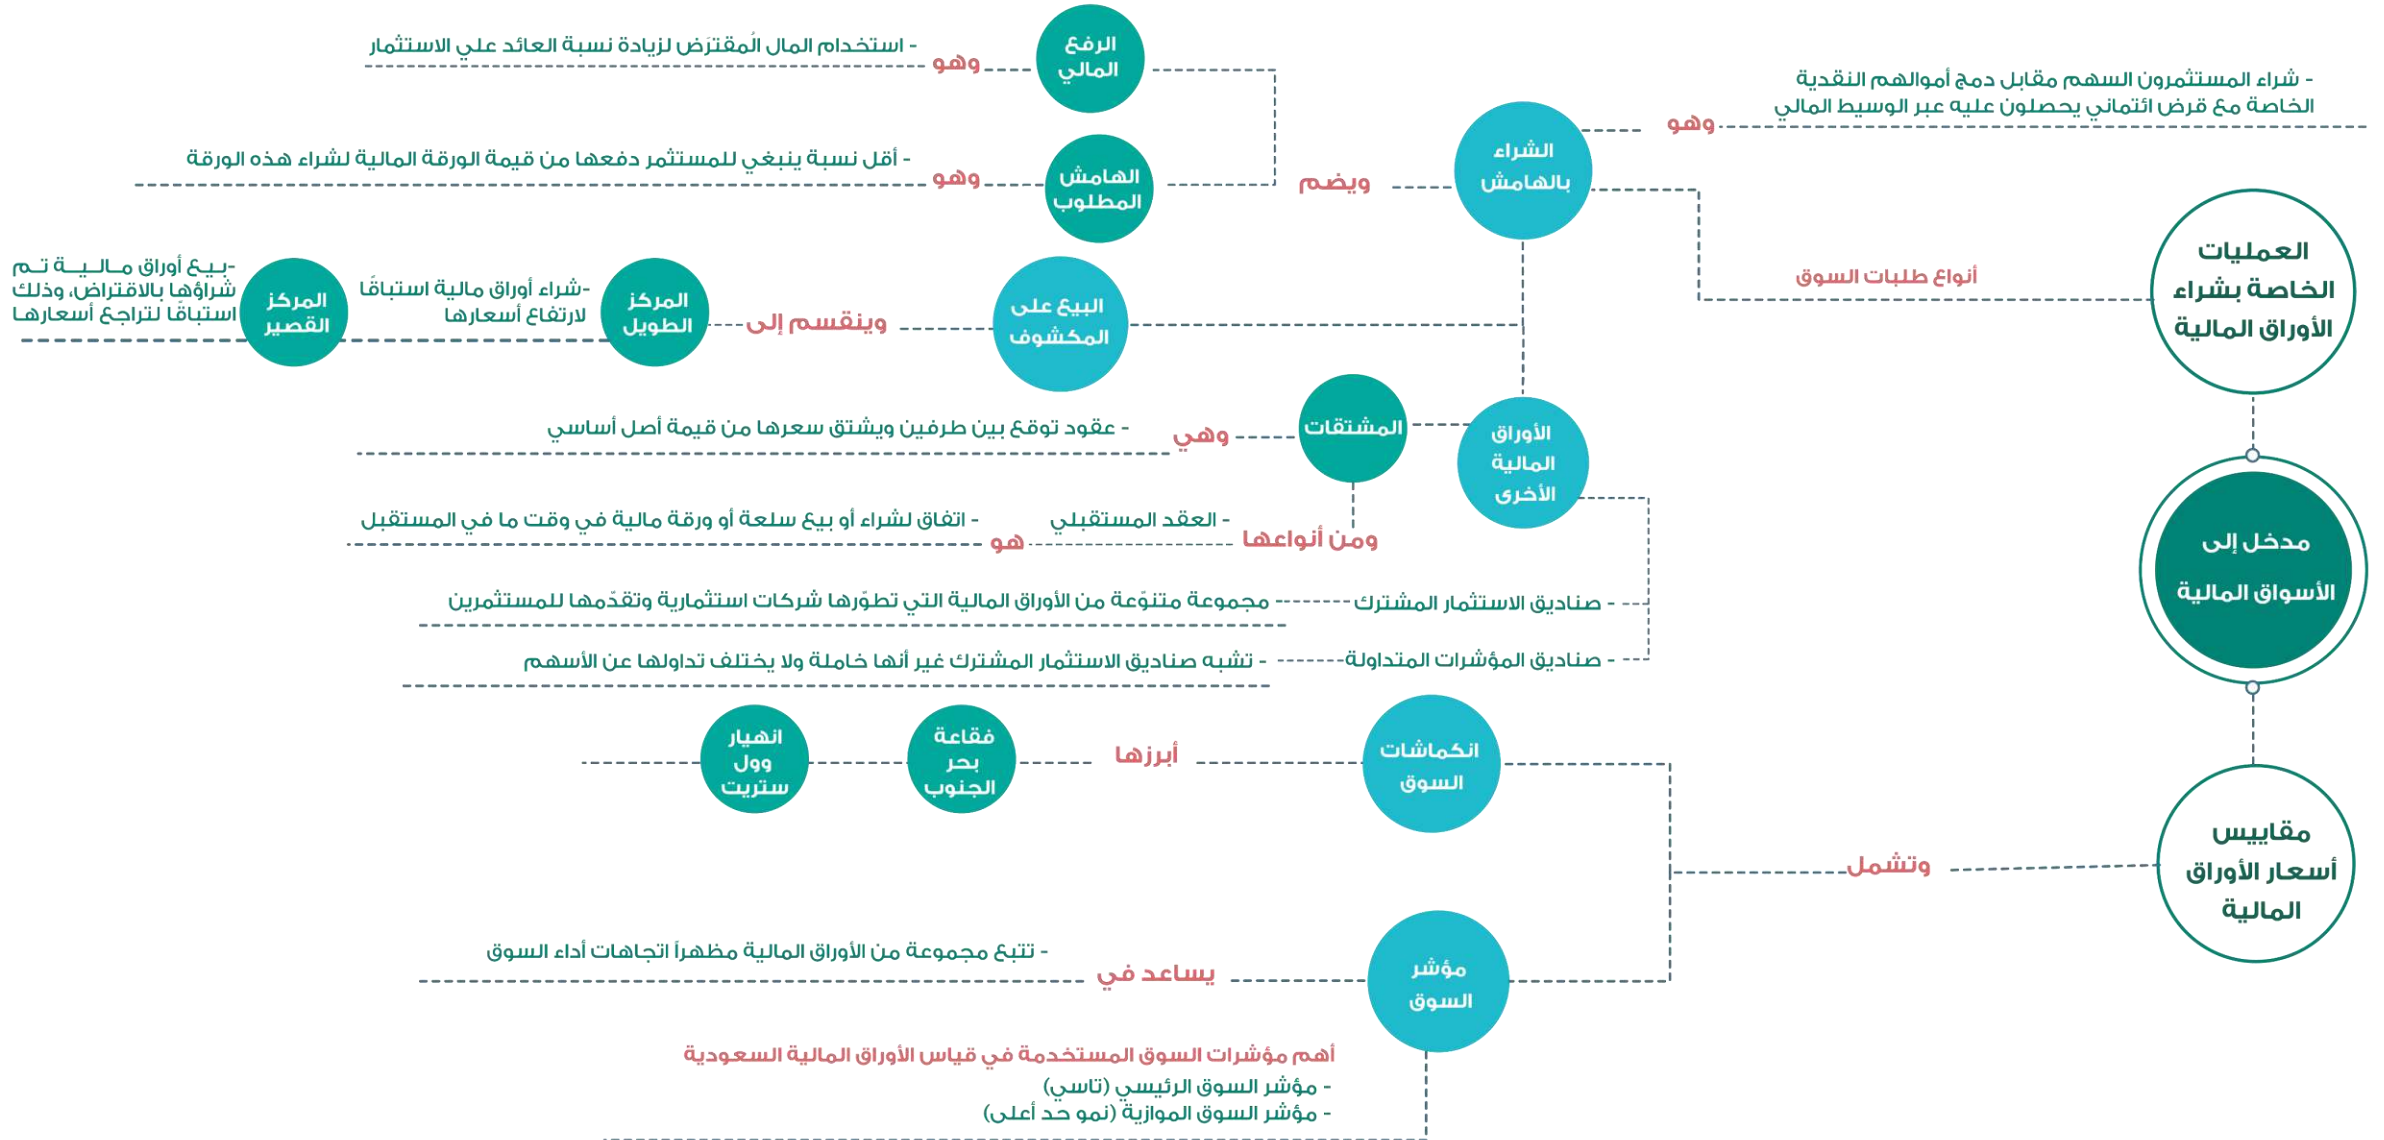 مدخل إلى
الأسواق المالية
العمليات
الخاصة بشراء
الأوراق المالية
أنواع طلبات السوق
الشراء
بالهامش
وهو
- شراء المستثمرون السهم مقابل دمج أموالهم النقدية
الخاصة مع قرض ائتماني يحصلون عليه عبر الوسيط المالي
ويضم
الرفع
المالي
وهو
- استخدام المال الُمقترَض لزيادة نسبة العائد علي الاستثمار
الهامش
المطلوب
وهو
- أقل نسبة ينبغي للمستثمر دفعها من قيمة الورقة المالية لشراء هذه الورقة
البيع على
المكشوف
وينقسم إلى
المركز
الطويل
-شراء أوراق مالية استباقًا
لارتفاع أسعارها
المركز
القصير
-بـيـع أوراق مـالـيــة تـم
شراؤها بالاقتراض، وذلك
استباقًا لتراجع أسعارهـا
الأوراق
المالية
الأخرى
المشتقات
وهي
- عقود توقع بين طرفين ويشتق سعرها من قيمة أصل أساسي
ومن أنواعها
- العقد المستقبلي
هو
- اتفاق لشراء أو بيع سلعة أو ورقة مالية في وقت ما في المستقبل
- صناديق الاستثمار المشترك
- مجموعة متنوّعة من الأوراق المالية التي تطوّرها شركات استثمارية وتقدّمها للمستثمرين
- صناديق المؤشرات المتداولة
- تشبه صناديق الاستثمار المشترك غير أنها خاملة ولا يختلف تداولها عن الأسهم
مقاييس
أسعار الأوراق
المالية
وتشمل
انكماشات
السوق
أبرزها
فقاعة
بحر
الجنوب
انهيار
وول
ستريت
مؤشر
السوق
يساعد في
- تتبع مجموعة من الأوراق المالية مظهراً اتجاهات أداء السوق
أهم مؤشرات السوق المستخدمة في قياس الأوراق المالية السعودية
- مؤشر السوق الرئيسي (تاسي)
- مؤشر السوق الموازية (نمو حد أعلى)